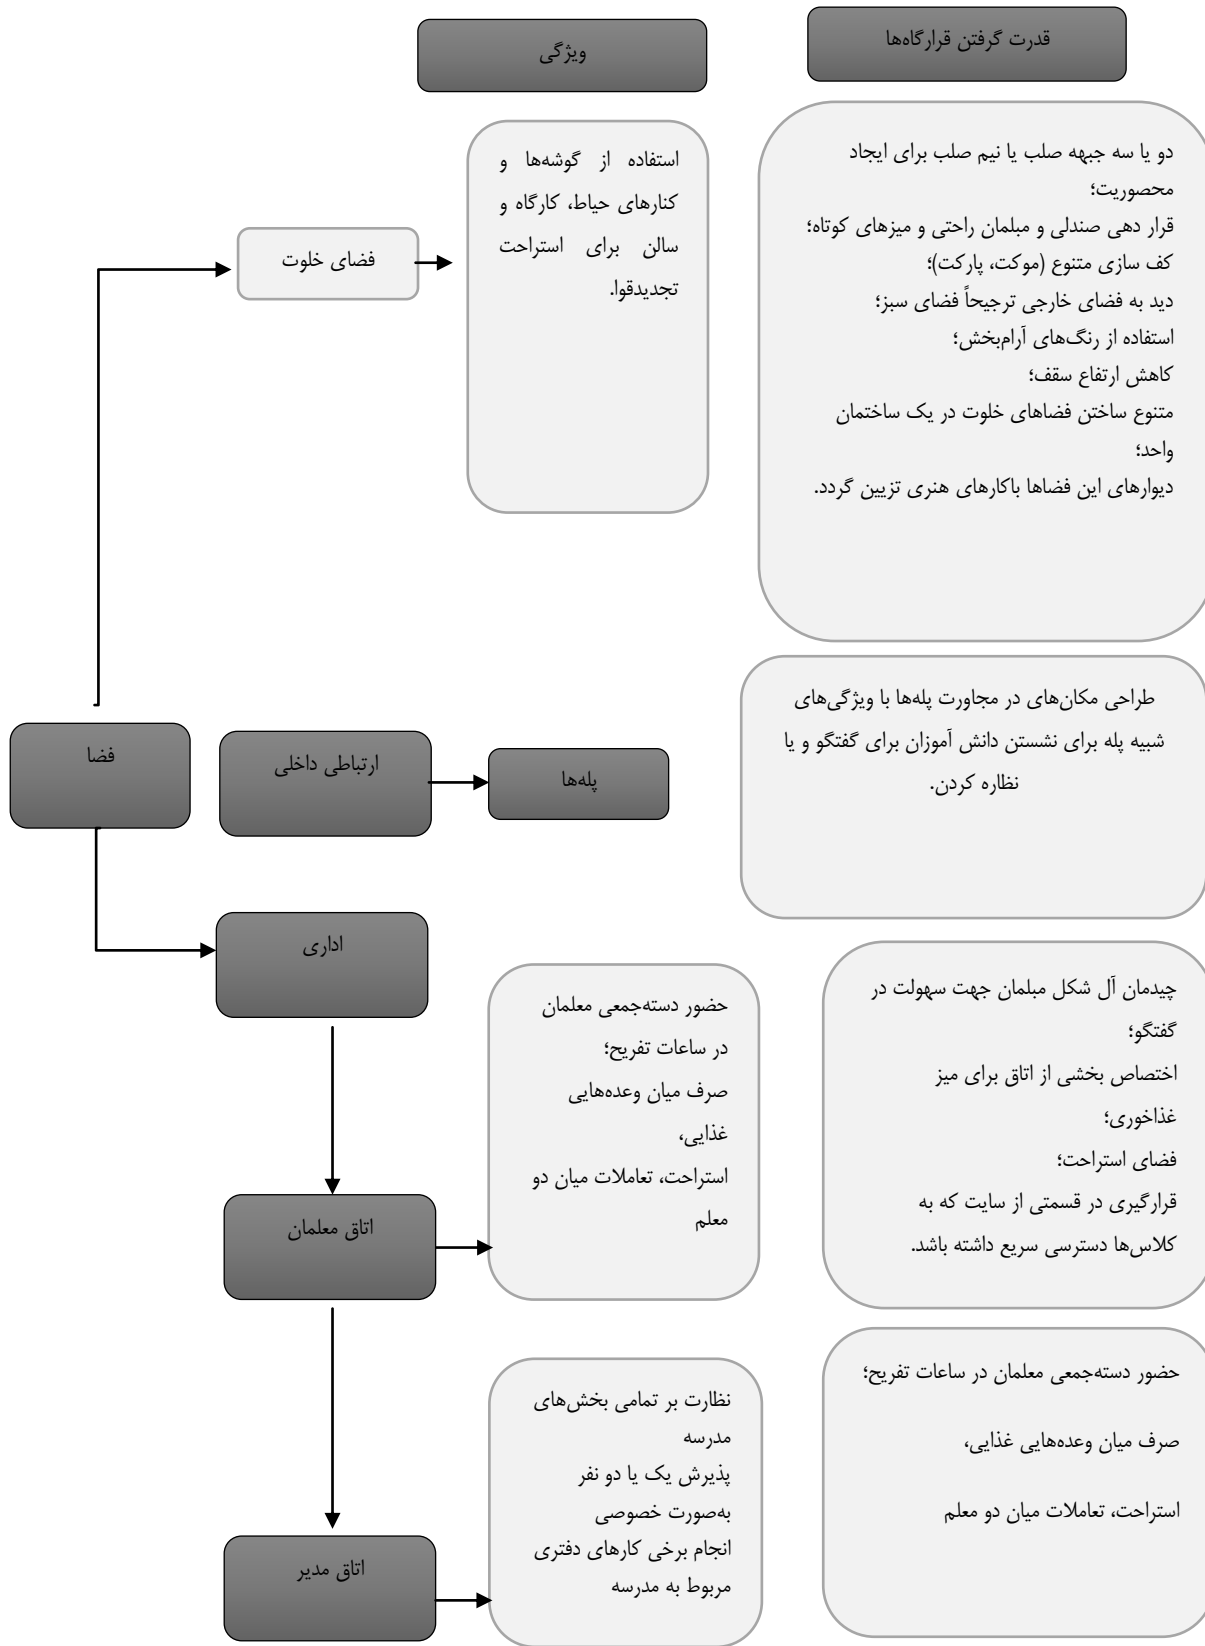 قدرت گرفتن قرارگاه‌ها
ویژگی
دو یا سه جبهه صلب یا نیم صلب برای ایجاد
محصوریت؛
قرار دهی صندلی و مبلمان راحتی و میزهای کوتاه؛
کف سازی متنوع (موکت، پارکت)؛
دید به فضای خارجی ترجیحاً فضای سبز؛
استفاده از رنگ‌های آرام‌بخش؛
کاهش ارتفاع سقف؛
متنوع ساختن فضاهای خلوت در یک ساختمان
واحد؛
دیوارهای این فضاها باکارهای هنری تزیین گردد.
استفاده از گوشه‌ها و
کنارهای حیاط، کارگاه و
سالن برای استراحت
تجدیدقوا.
فضای خلوت
طراحی مکان‌های در مجاورت پله‌ها با ویژگی‌های
شبیه پله برای نشستن دانش آموزان برای گفتگو و یا
نظاره کردن.
پله‌ها
ارتباطی داخلی
فضا
اداری
چیدمان آل شکل مبلمان جهت سهولت در
گفتگو؛
اختصاص بخشی از اتاق برای میز
غذاخوری؛
فضای استراحت؛
قرارگیری در قسمتی از سایت که به
کلاس‌ها دسترسی سریع داشته باشد.
حضور دسته‌جمعی معلمان
در ساعات تفریح؛
صرف میان وعده‌هایی
غذایی،
استراحت، تعاملات میان دو
معلم
اتاق معلمان
حضور دسته‌جمعی معلمان در ساعات تفریح؛
صرف میان وعده‌هایی غذایی،
استراحت، تعاملات میان دو معلم
نظارت بر تمامی بخش‌های
مدرسه
پذیرش یک یا دو نفر
به‌صورت خصوصی
انجام برخی کارهای دفتری
مربوط به مدرسه
اتاق مدیر